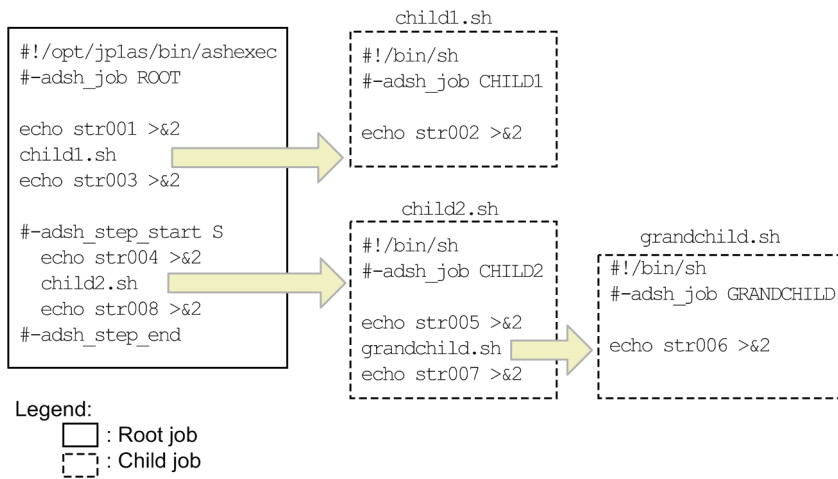 #!/opt/jp1as/bin/ashexec
#-adsh_job ROOT
echo str001 >&2
child1.sh
echo str003 >&2
#-adsh_step_start S
echo str004 >&2
child2.sh
echo str008 >&2
#-adsh_step_end
child1.sh
#!/bin/sh
#-adsh_job CHILD1
echo str002 >&2
child2.sh
#!/bin/sh
#-adsh_job CHILD2
echo str005 >&2
grandchild.sh
echo str007 >&2
grandchild.sh
#!/bin/sh
#-adsh_job GRANDCHILD
echo str006 >&2
Legend:
: Root job
: Child job